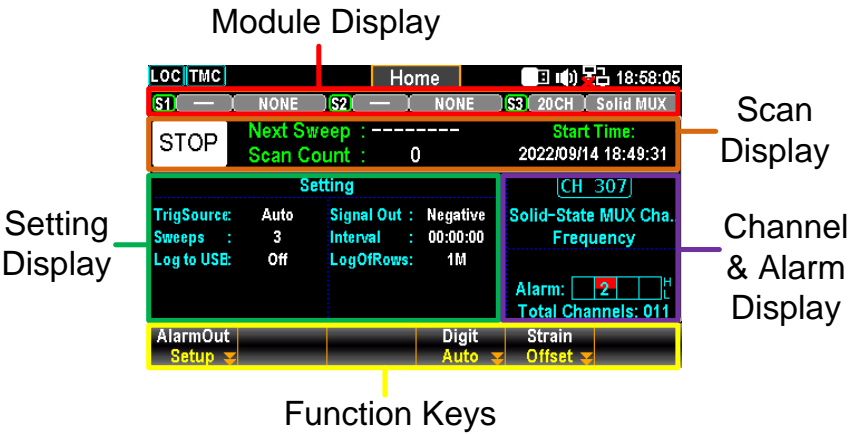 Module Display
LOC TMC Home 18:58:05
S1 — NONE S2 — NONE S3 20CH Solid MUX
Scan Display
STOP Next Sweep : -------- Start Time:
Scan Count : 0 2022/09/14 18:49:31
Setting Display
Setting
TrigSource: Auto Signal Out : Negative
Sweeps : 3 Interval : 00:00:00
Log to USB: Off LogOfRows: 1M
CH 307
Solid-State MUX Cha..
Frequency
Alarm: 2 H L
Total Channels: 011
Channel & Alarm Display
AlarmOut Digit Strain
Setup Auto Offset
Function Keys